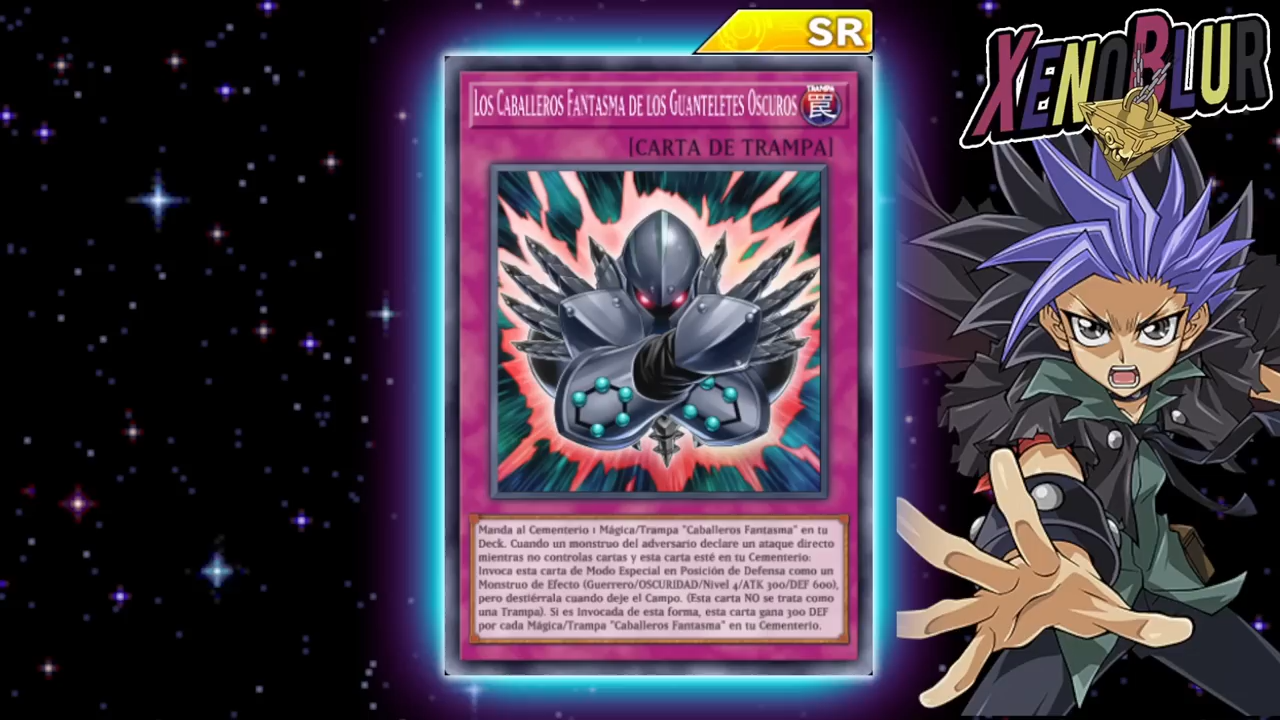 SR
XENOBLUR
LOS CABALLEROS FANTASMA DE LOS GUANTELETES OSCUROS
TRAMPA
罠
[CARTA DE TRAMPA]
Manda al Cementerio 1 Mágica/Trampa "Caballeros Fantasma" en tu
Deck. Cuando un monstruo del adversario declare un ataque directo
mientras no controlas cartas y esta carta esté en tu Cementerio:
Invoca esta carta de Modo Especial en Posición de Defensa como un
Monstruo de Efecto (Guerrero/OSCURIDAD/Nivel 4/ATK 300/DEF 600),
pero destiérrala cuando deje el Campo. (Esta carta NO se trata como
una Trampa). Si es Invocada de esta forma, esta carta gana 300 DEF
por cada Mágica/Trampa "Caballeros Fantasma" en tu Cementerio.